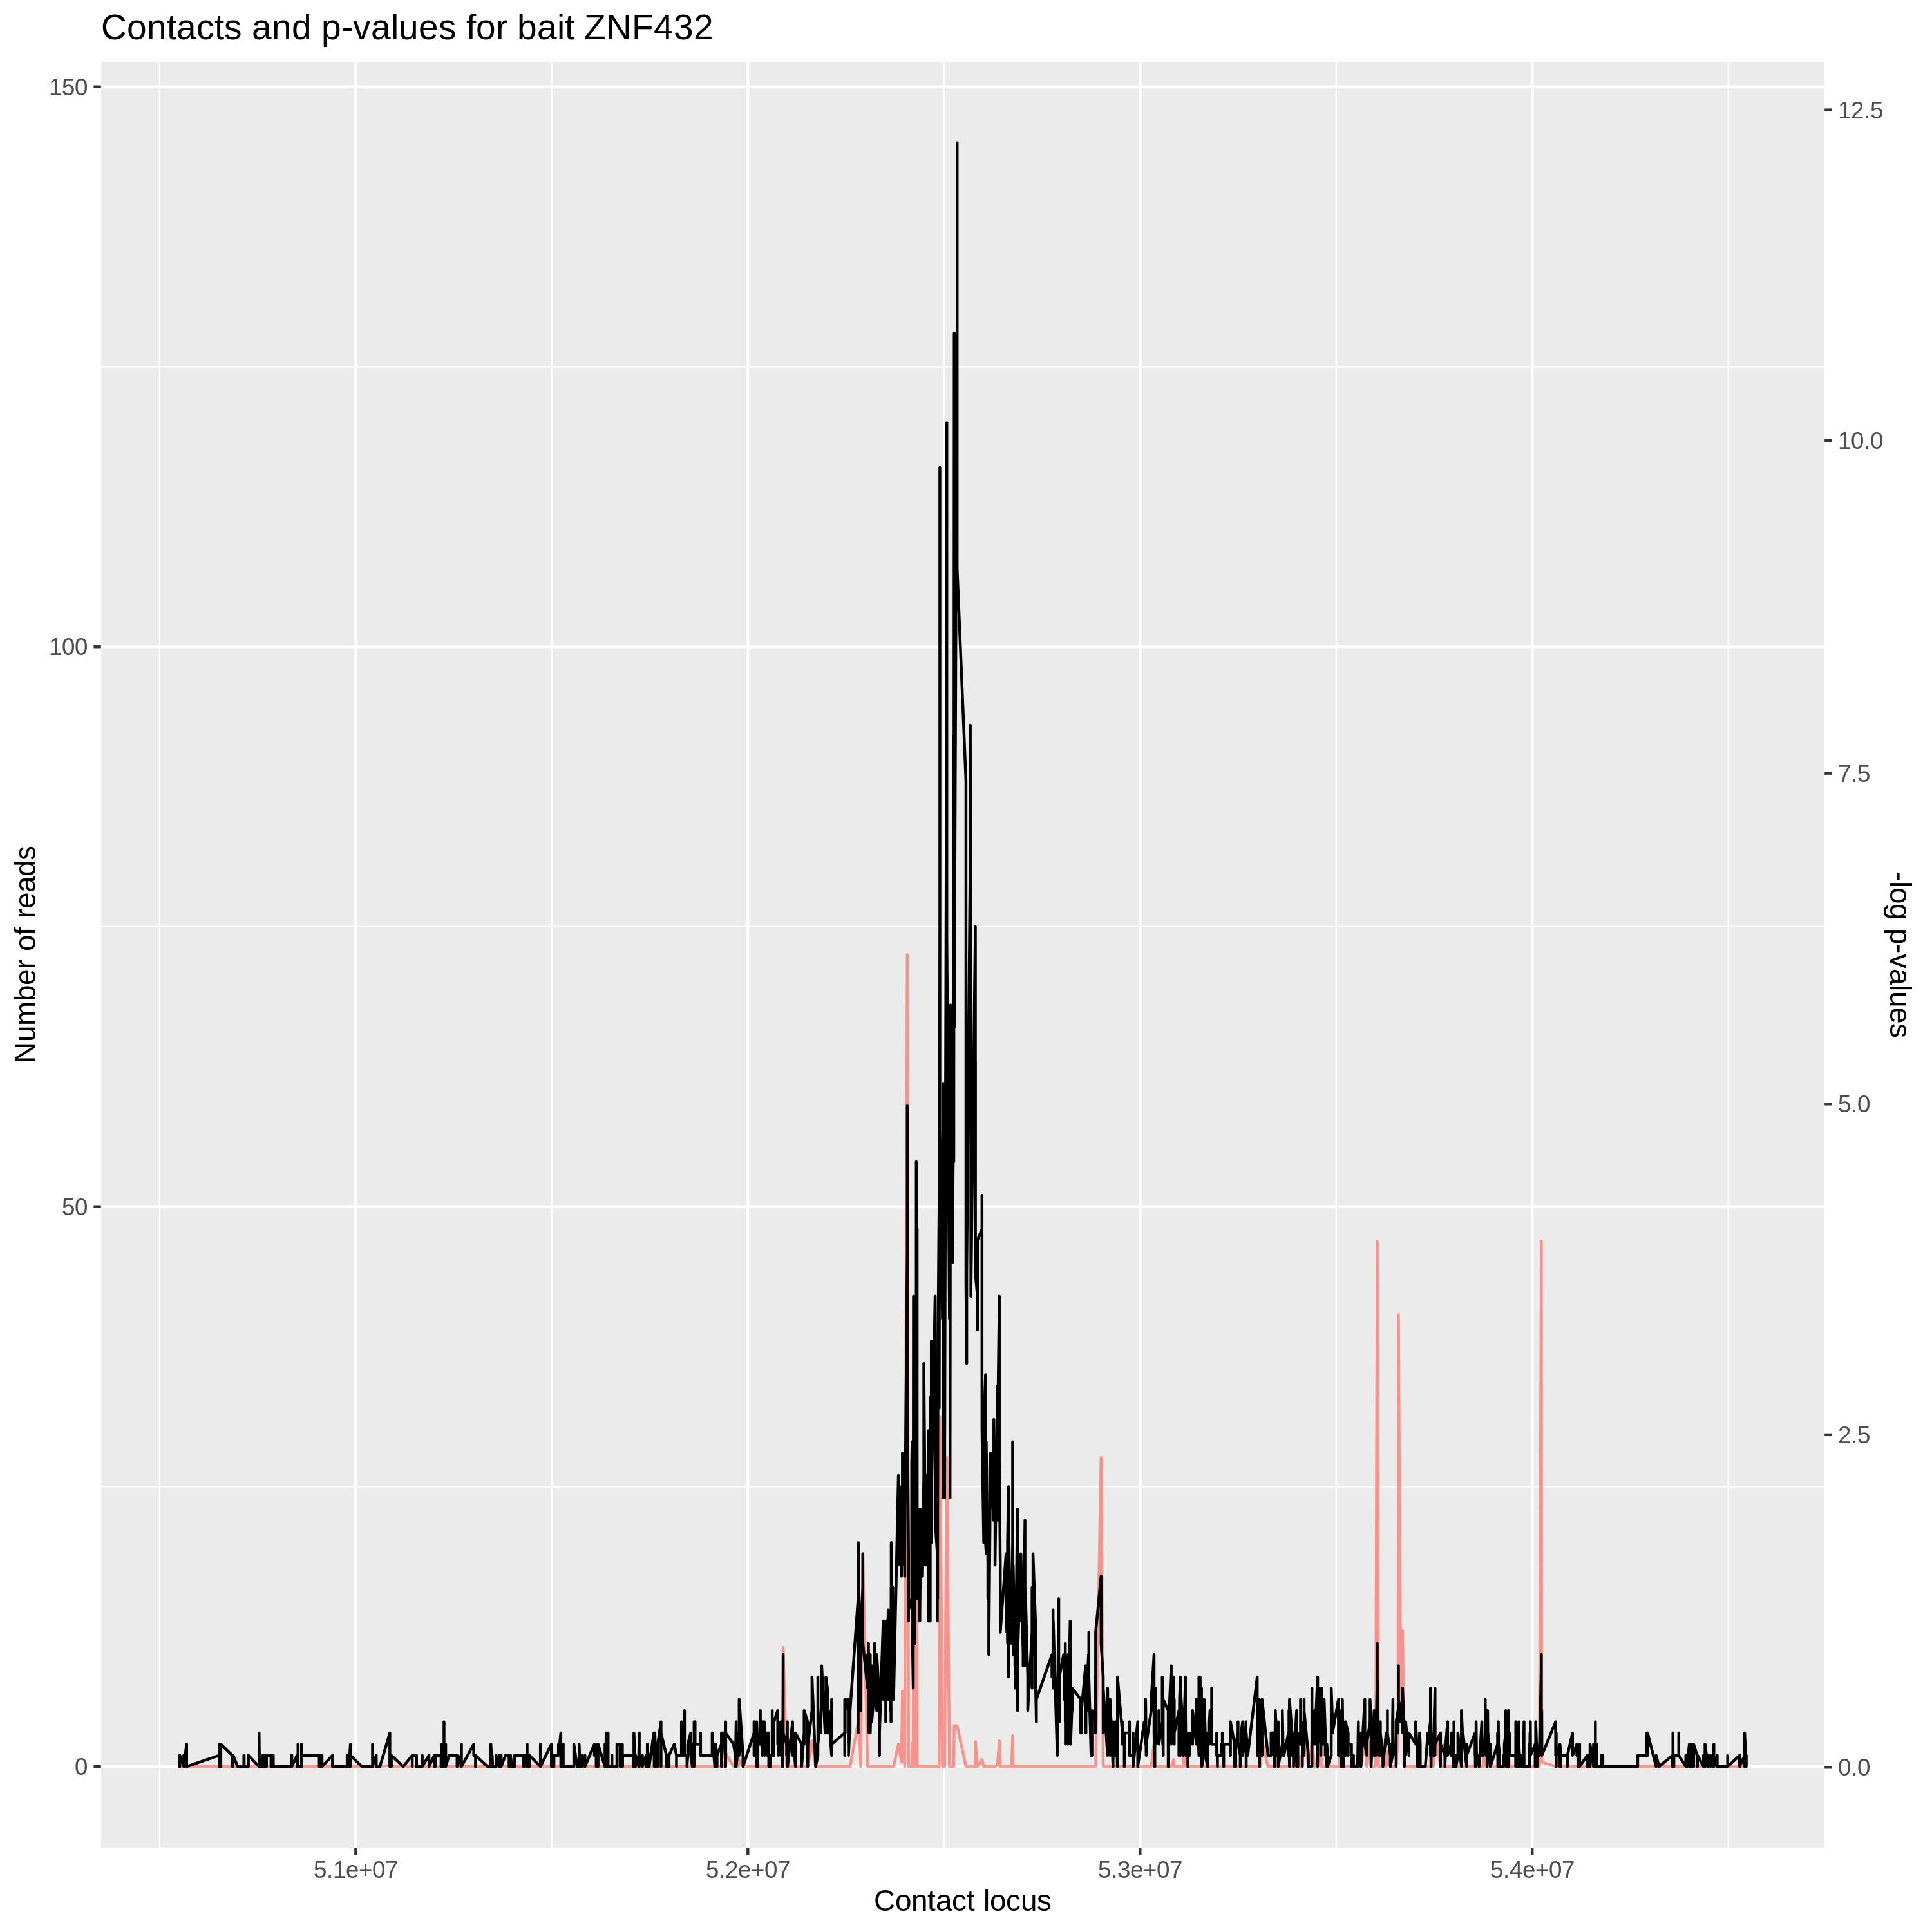 Contacts and p-values for bait ZNF432
150
100
50
0
Number of reads
12.5
10.0
7.5
5.0
2.5
0.0
-log p-values
5.1e+07
5.2e+07
5.3e+07
5.4e+07
Contact locus